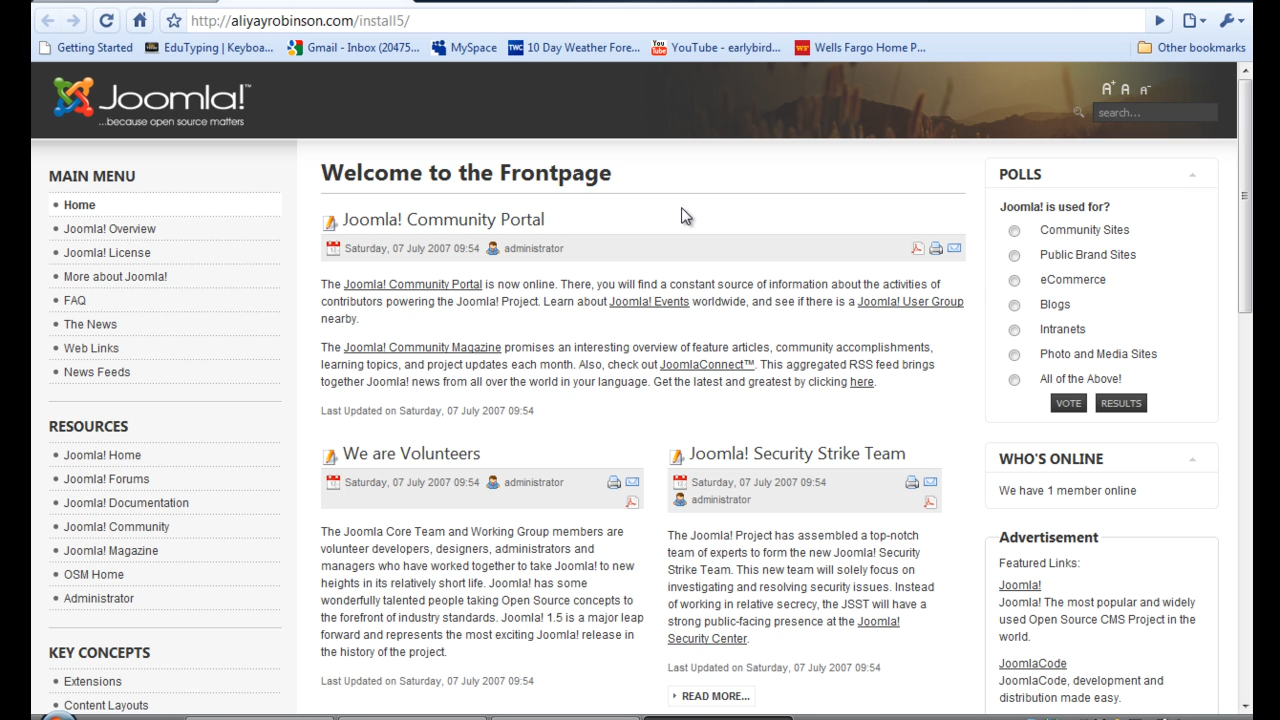 http://aliyayrobinson.com/install5/
Getting Started
EduTyping | Keyboa...
Gmail - Inbox (20475...
MySpace
10 Day Weather Fore...
YouTube - earlybird...
Wells Fargo Home P...
Other bookmarks
Joomla!™
...because open source matters
A+ A A-
search...
MAIN MENU
Home
Joomla! Overview
Joomla! License
More about Joomla!
FAQ
The News
Web Links
News Feeds
RESOURCES
Joomla! Home
Joomla! Forums
Joomla! Documentation
Joomla! Community
Joomla! Magazine
OSM Home
Administrator
KEY CONCEPTS
Extensions
Content Layouts
Welcome to the Frontpage
Joomla! Community Portal
Saturday, 07 July 2007 09:54 administrator
The Joomla! Community Portal is now online. There, you will find a constant source of information about the activities of
contributors powering the Joomla! Project. Learn about Joomla! Events worldwide, and see if there is a Joomla! User Group
nearby.
The Joomla! Community Magazine promises an interesting overview of feature articles, community accomplishments,
learning topics, and project updates each month. Also, check out JoomlaConnect™. This aggregated RSS feed brings
together Joomla! news from all over the world in your language. Get the latest and greatest by clicking here.
Last Updated on Saturday, 07 July 2007 09:54
We are Volunteers
Saturday, 07 July 2007 09:54 administrator
The Joomla Core Team and Working Group members are
volunteer developers, designers, administrators and
managers who have worked together to take Joomla! to new
heights in its relatively short life. Joomla! has some
wonderfully talented people taking Open Source concepts to
the forefront of industry standards. Joomla! 1.5 is a major leap
forward and represents the most exciting Joomla! release in
the history of the project.
Last Updated on Saturday, 07 July 2007 09:54
Joomla! Security Strike Team
Saturday, 07 July 2007 09:54
administrator
The Joomla! Project has assembled a top-notch
team of experts to form the new Joomla! Security
Strike Team. This new team will solely focus on
investigating and resolving security issues. Instead
of working in relative secrecy, the JSST will have a
strong public-facing presence at the Joomla!
Security Center.
Last Updated on Saturday, 07 July 2007 09:54
READ MORE...
POLLS
Joomla! is used for?
Community Sites
Public Brand Sites
eCommerce
Blogs
Intranets
Photo and Media Sites
All of the Above!
VOTE RESULTS
WHO'S ONLINE
We have 1 member online
Advertisement
Featured Links:
Joomla!
Joomla! The most popular and widely
used Open Source CMS Project in the
world.
JoomlaCode
JoomlaCode, development and
distribution made easy.